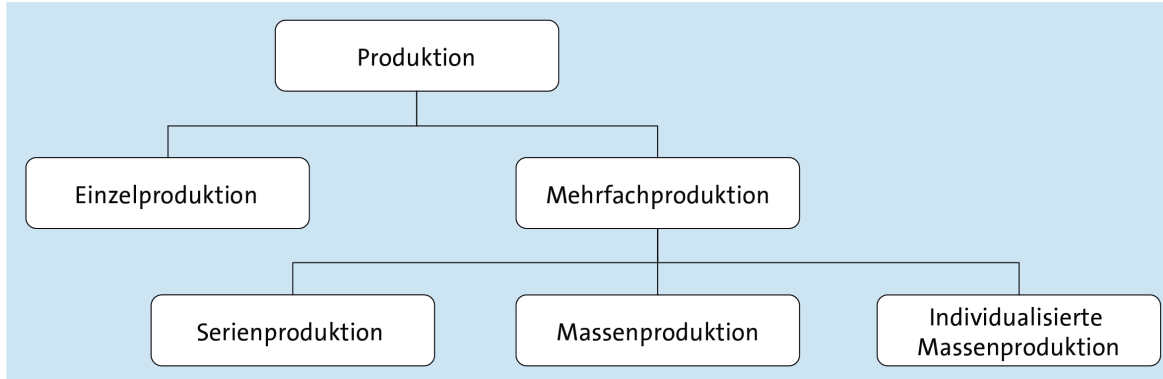 Produktion
Einzelproduktion
Mehrfachproduktion
Serienproduktion
Massenproduktion
Individualisierte
Massenproduktion